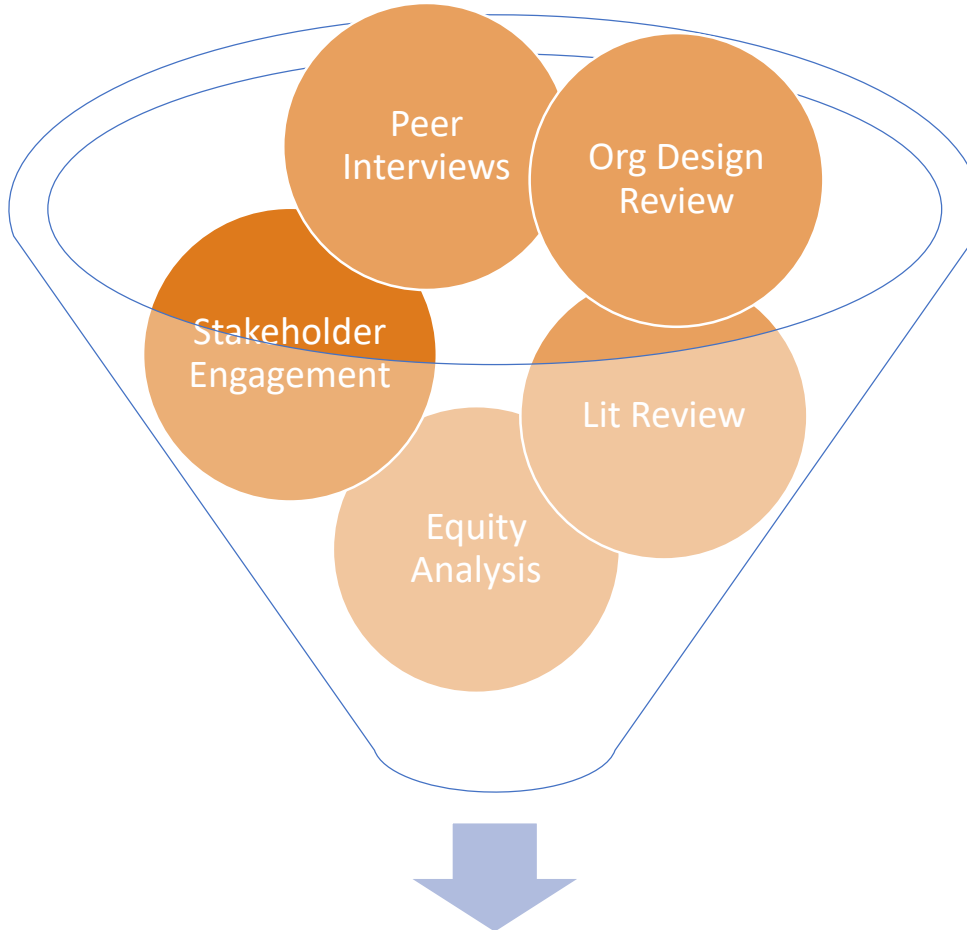 Peer
Interviews
Org Design
Review
Stakeholder
Engagement
Lit Review
Equity
Analysis